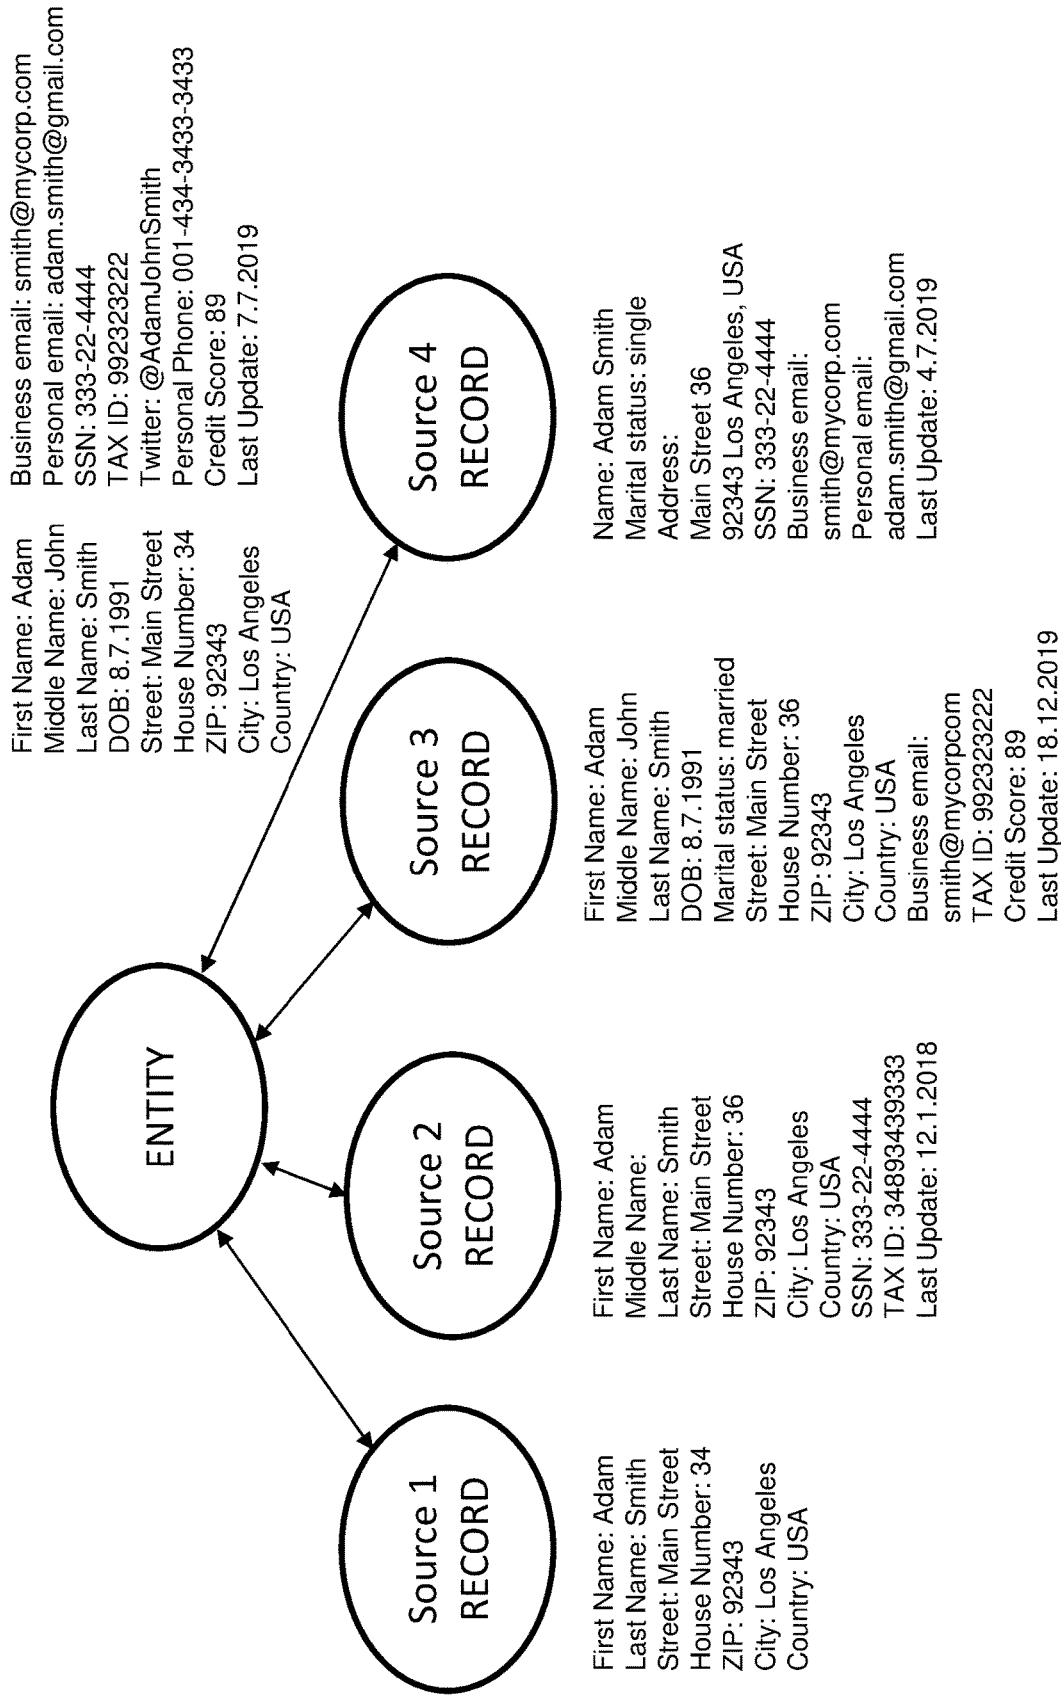 First Name: Adam
Middle Name: John
Last Name: Smith
DOB: 8.7.1991
Street: Main Street
House Number: 34
ZIP: 92343
City: Los Angeles
Country: USA
Business email: smith@mycorp.com
Personal email: adam.smith@gmail.com
SSN: 333-22-4444
TAX ID: 992323222
Twitter: @AdamJohnSmith
Personal Phone: 001-434-3433-3433
Credit Score: 89
Last Update: 7.7.2019
ENTITY
Source 1
RECORD
Source 2
RECORD
Source 3
RECORD
Source 4
RECORD
First Name: Adam
Last Name: Smith
Street: Main Street
House Number: 34
ZIP: 92343
City: Los Angeles
Country: USA
First Name: Adam
Middle Name:
Last Name: Smith
Street: Main Street
House Number: 36
ZIP: 92343
City: Los Angeles
Country: USA
SSN: 333-22-4444
TAX ID: 34893439333
Last Update: 12.1.2018
First Name: Adam
Middle Name: John
Last Name: Smith
DOB: 8.7.1991
Marital status: married
Street: Main Street
House Number: 36
ZIP: 92343
City: Los Angeles
Country: USA
Business email:
smith@mycorpcom
TAX ID: 992323222
Credit Score: 89
Last Update: 18.12.2019
Name: Adam Smith
Marital status: single
Address:
Main Street 36
92343 Los Angeles, USA
SSN: 333-22-4444
Business email:
smith@mycorp.com
Personal email:
adam.smith@gmail.com
Last Update: 4.7.2019